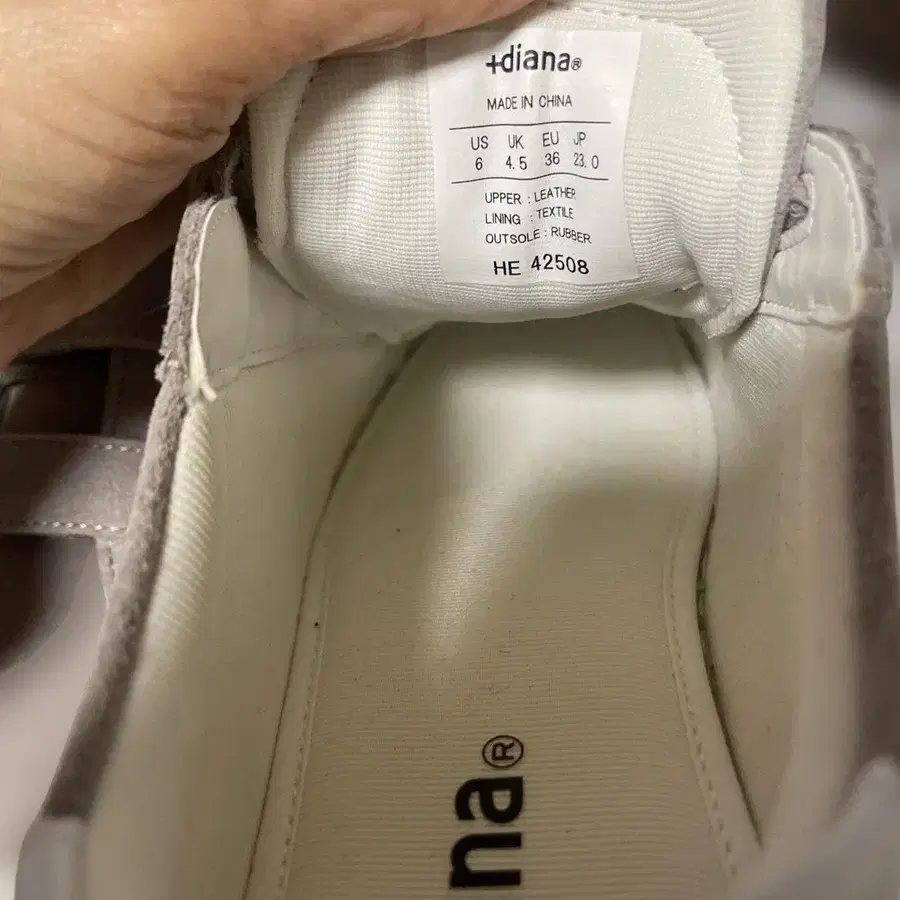 +diana®
MADE IN CHINA
US UK EU JP
6 4.5 36 23.0
UPPER : LEATHER
LINING : TEXTILE
OUTSOLE : RUBBER
HE 42508
na®